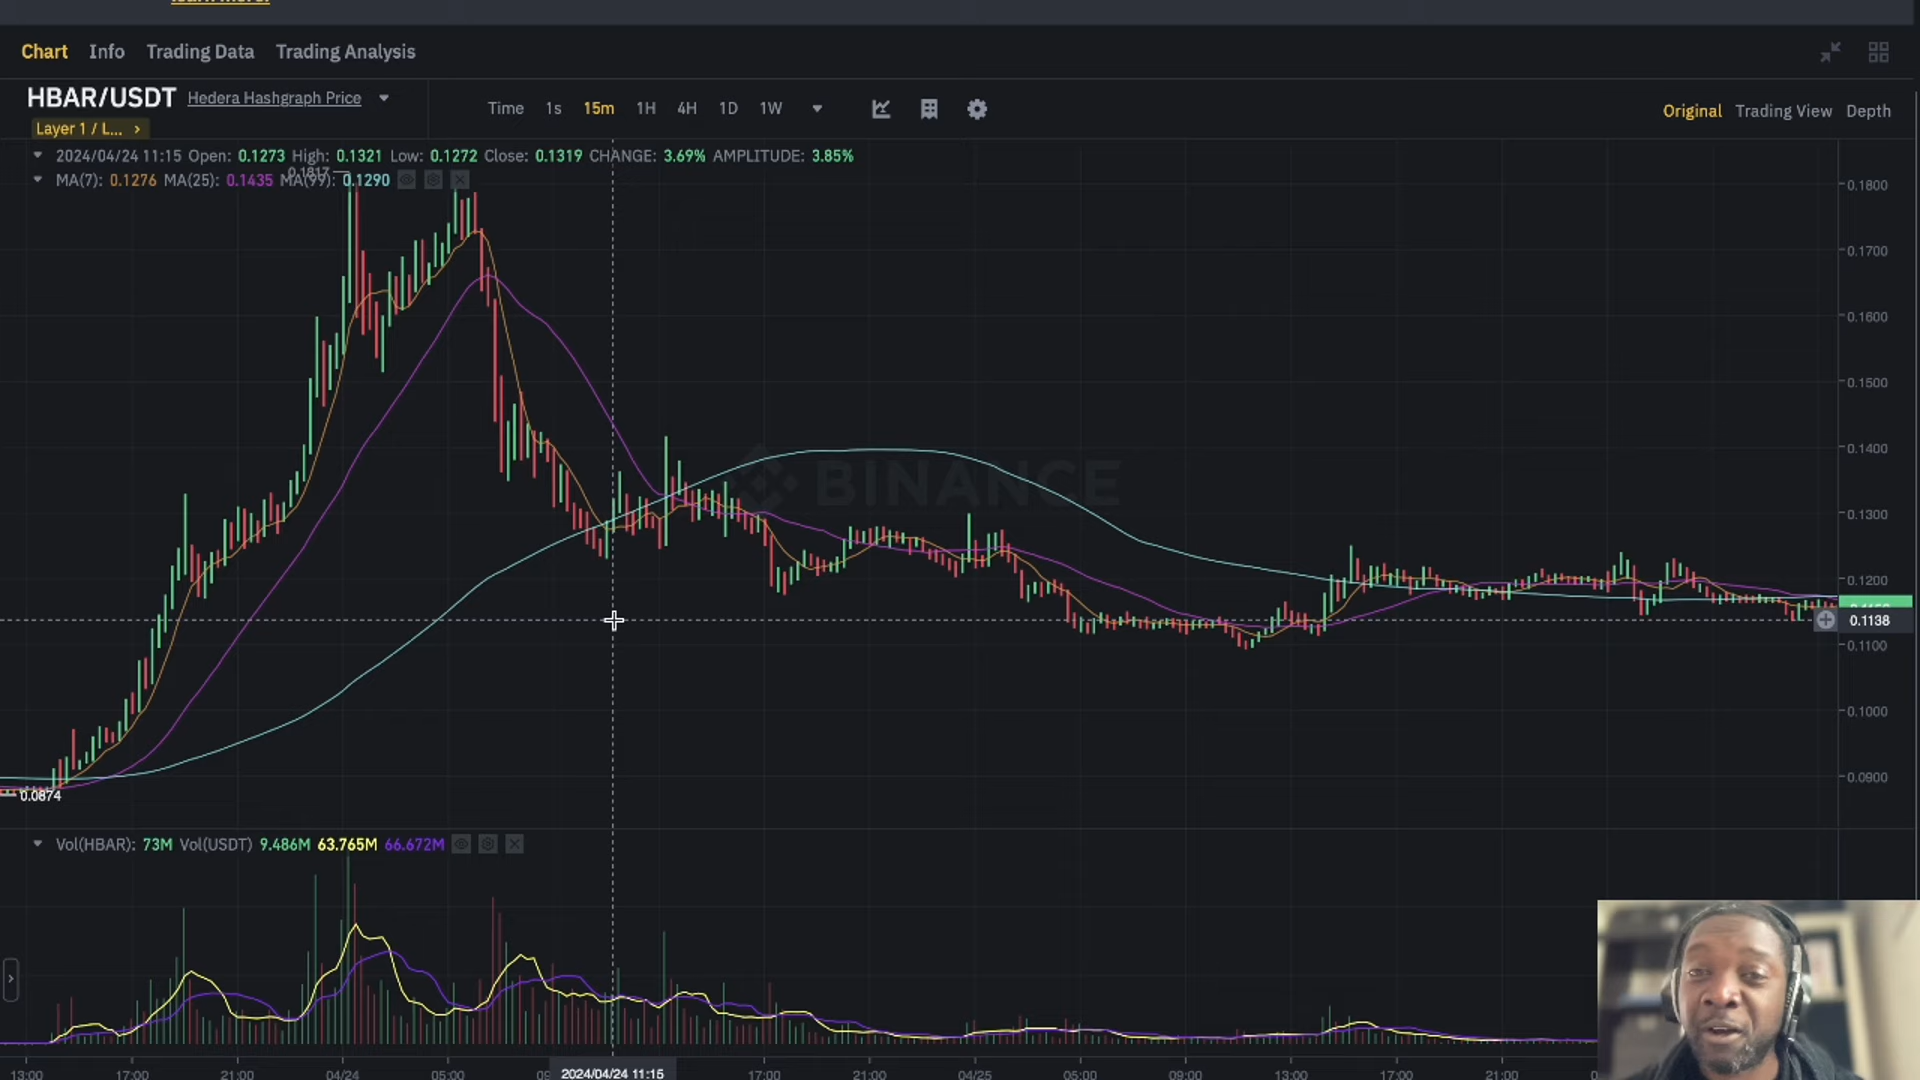 learn more.
Chart Info Trading Data Trading Analysis
HBAR/USDT Hedera Hashgraph Price
Layer 1 / L... >
Time 1s 15m 1H 4H 1D 1W
Original Trading View Depth
2024/04/24 11:15 Open: 0.1273 High: 0.1321 Low: 0.1272 Close: 0.1319 CHANGE: 3.69% AMPLITUDE: 3.85%
MA(7): 0.1276 MA(25): 0.1435 MA(99): 0.1290
0.1817
0.1800
0.1700
0.1600
0.1500
0.1400
BINANCE
0.1300
0.1200
0.1138
0.1100
0.1000
0.0900
0.0874
Vol(HBAR): 73M Vol(USDT) 9.486M 63.765M 66.672M
13:00 17:00 21:00 04/24 05:00 2024/04/24 11:15 17:00 21:00 04/25 05:00 09:00 13:00 17:00 21:00